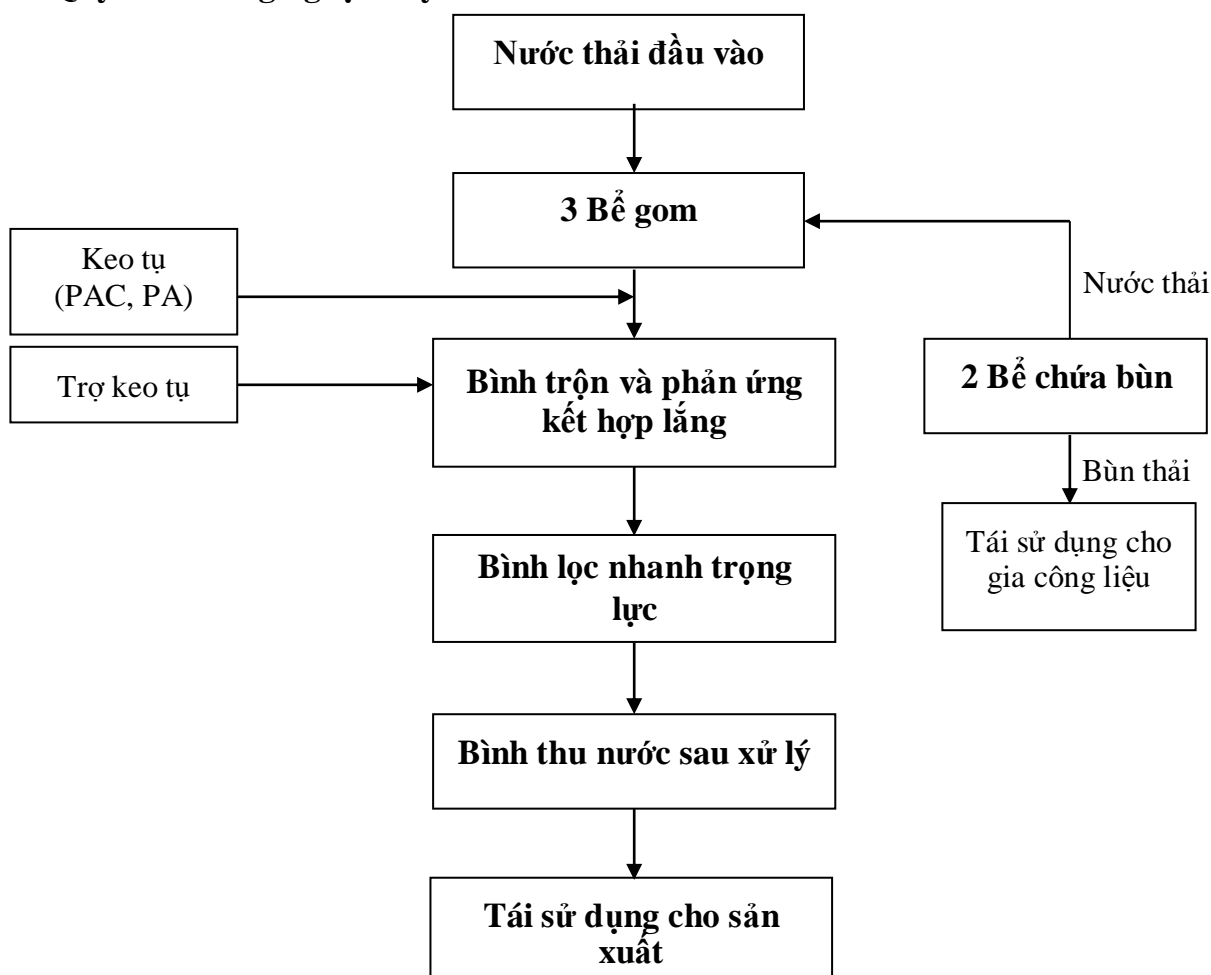 Nước thải đầu vào
3 Bể gom
Keo tụ
(PAC, PA)
Nước thải
Trợ keo tụ
Bình trộn và phản ứng
kết hợp lắng
2 Bể chứa bùn
Bùn thải
Bình lọc nhanh trọng
lực
Tái sử dụng cho
gia công liệu
Bình thu nước sau xử lý
Tái sử dụng cho sản
xuất